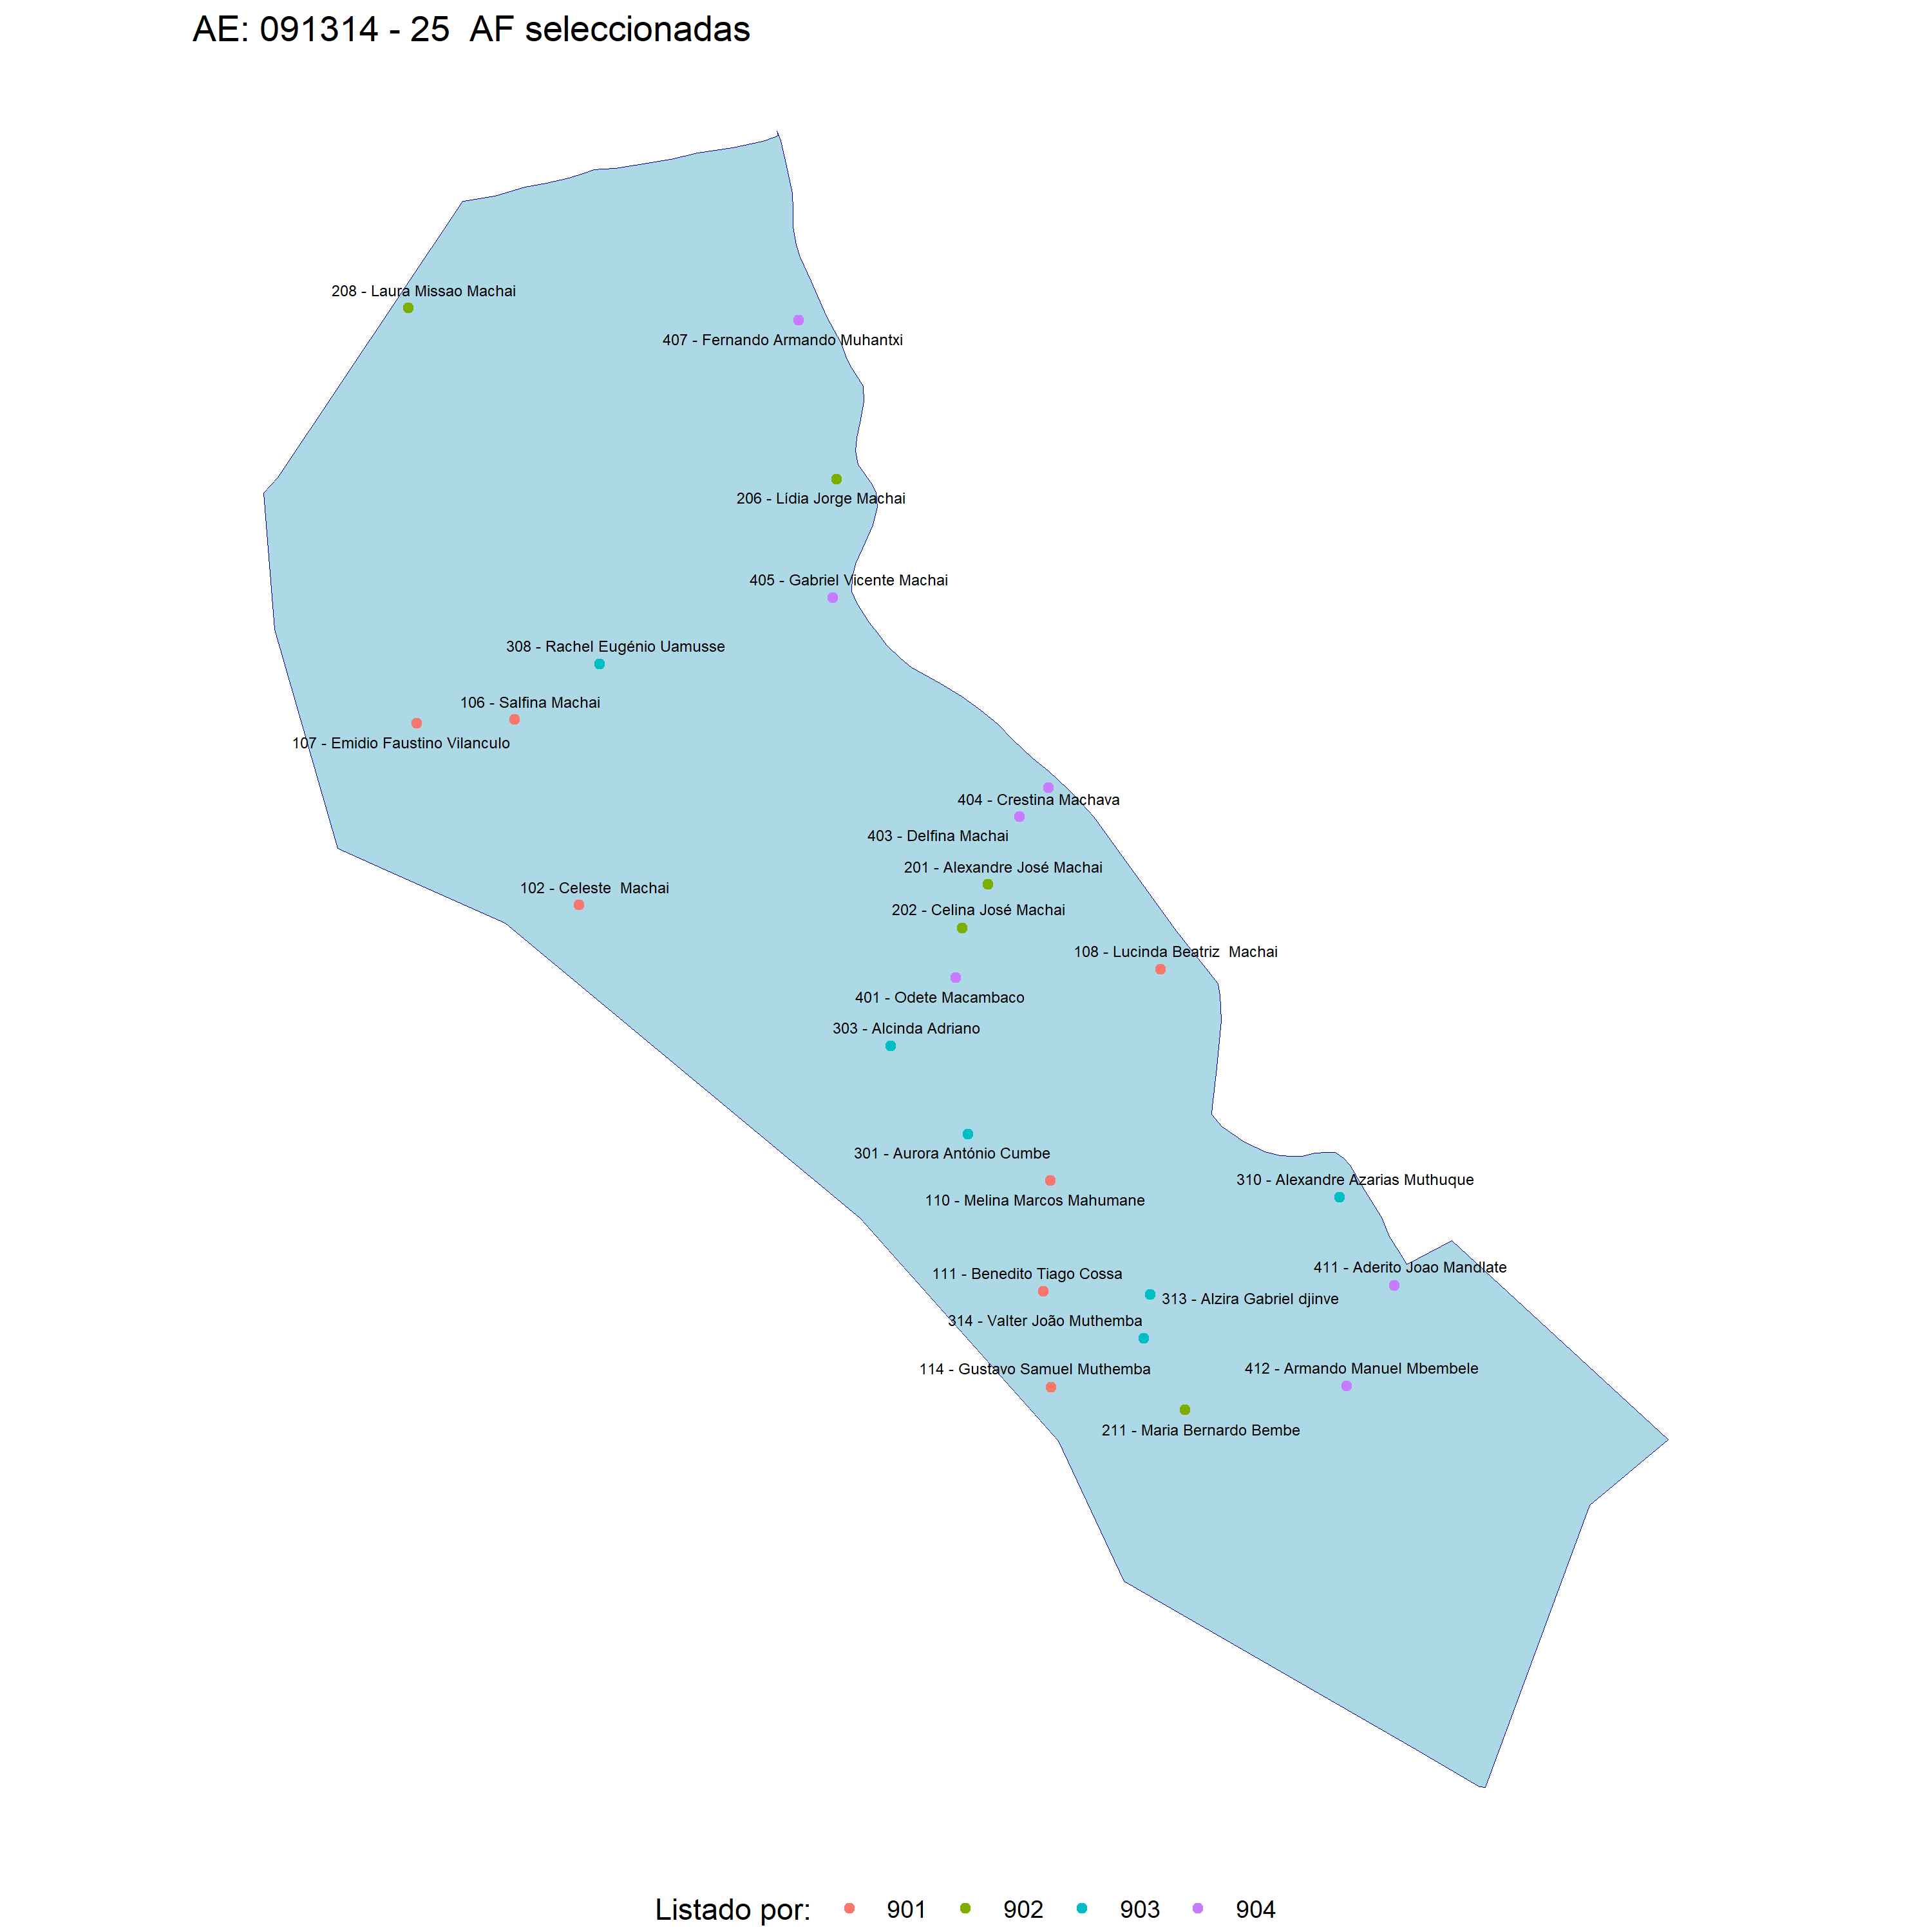 AE: 091314 - 25  AF seleccionadas
208 - Laura Missao Machai
407 - Fernando Armando Muhantxi
206 - Lídia Jorge Machai
405 - Gabriel Vicente Machai
308 - Rachel Eugénio Uamusse
106 - Salfina Machai
107 - Emidio Faustino Vilanculo
404 - Crestina Machava
403 - Delfina Machai
201 - Alexandre José Machai
102 - Celeste  Machai
202 - Celina José Machai
108 - Lucinda Beatriz  Machai
401 - Odete Macambaco
303 - Alcinda Adriano
301 - Aurora António Cumbe
310 - Alexandre Azarias Muthuque
110 - Melina Marcos Mahumane
411 - Aderito Joao Mandlate
111 - Benedito Tiago Cossa
313 - Alzira Gabriel djinve
314 - Valter João Muthemba
114 - Gustavo Samuel Muthemba
412 - Armando Manuel Mbembele
211 - Maria Bernardo Bembe
Listado por: 901 902 903 904